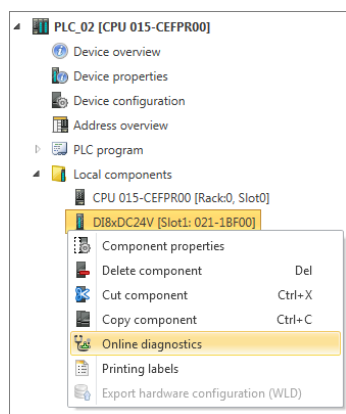 PLC_02 [CPU 015-CEFPR00]
Device overview
Device properties
Device configuration
Address overview
PLC program
Local components
CPU 015-CEFPR00 [Rack:0, Slot0]
DI8xDC24V [Slot1: 021-1BF00]
Component properties
Delete component Del
Cut component Ctrl+X
Copy component Ctrl+C
Online diagnostics
Printing labels
Export hardware configuration (WLD)